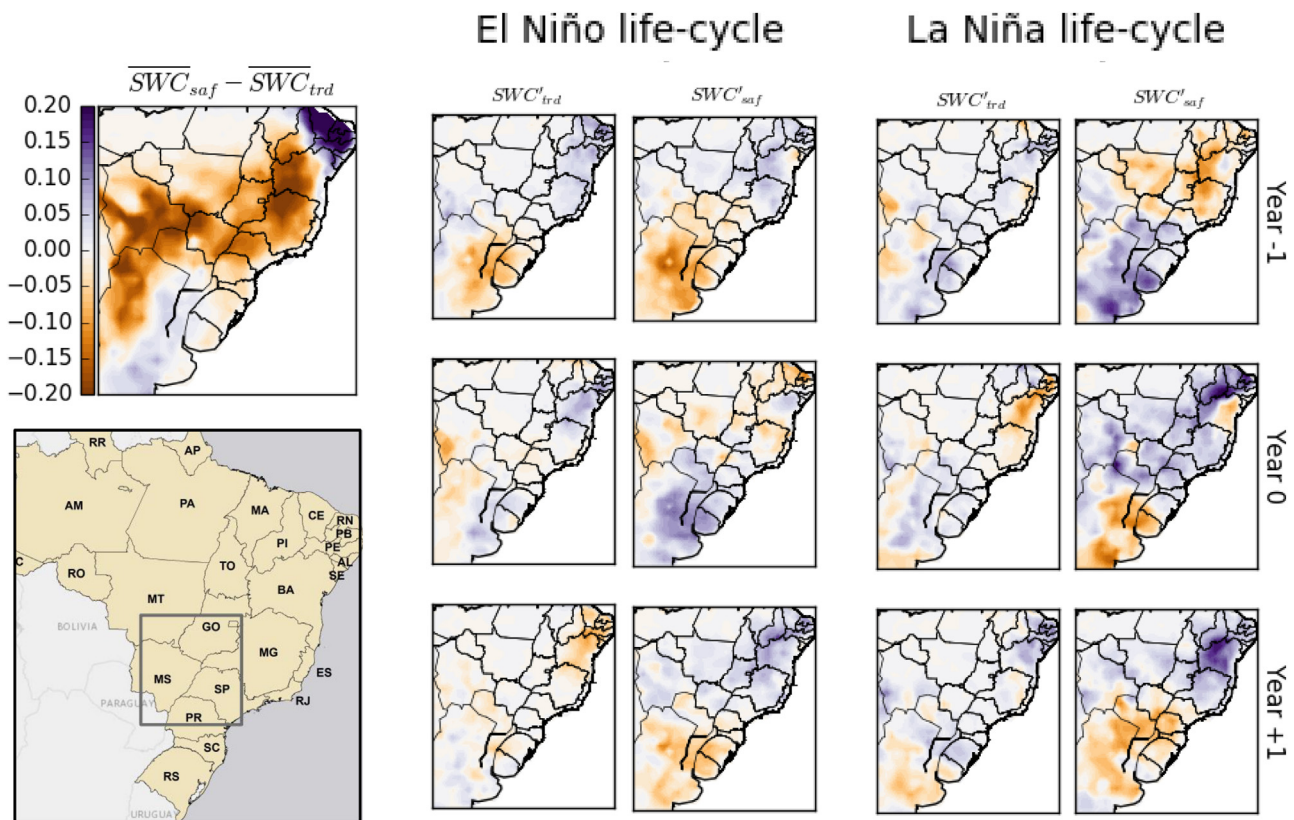 El Niño life-cycle
La Niña life-cycle
SWC_saf − SWC_trd
0.20
0.15
0.10
0.05
0.00
−0.05
−0.10
−0.15
−0.20
SWC'_trd
SWC'_saf
SWC'_trd
SWC'_saf
Year -1
Year 0
Year +1
RR
AP
AM
PA
MA
CE
RN
PB
PE
AL
SE
PI
TO
C
RO
BA
MT
BOLIVIA
GO
MG
MS
ES
SP
RJ
PARAGUAY
PR
SC
RS
URUGUAY